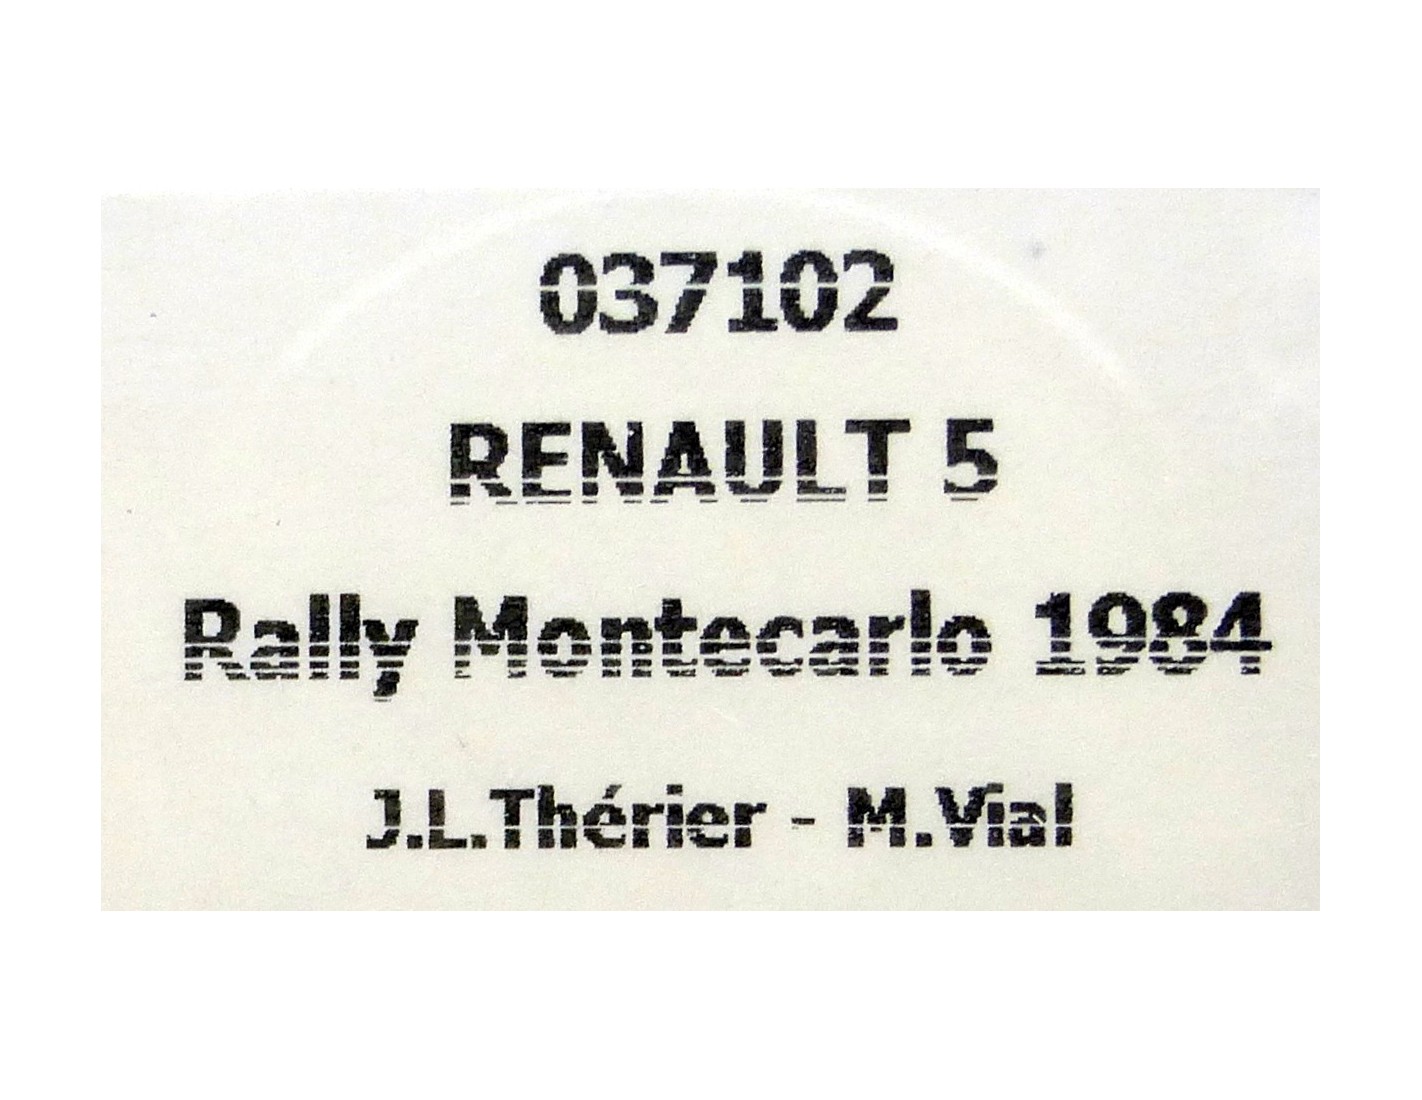 037102
RENAULT 5
Rally Montecarlo 1984
J.L.Thérier - M.Vial